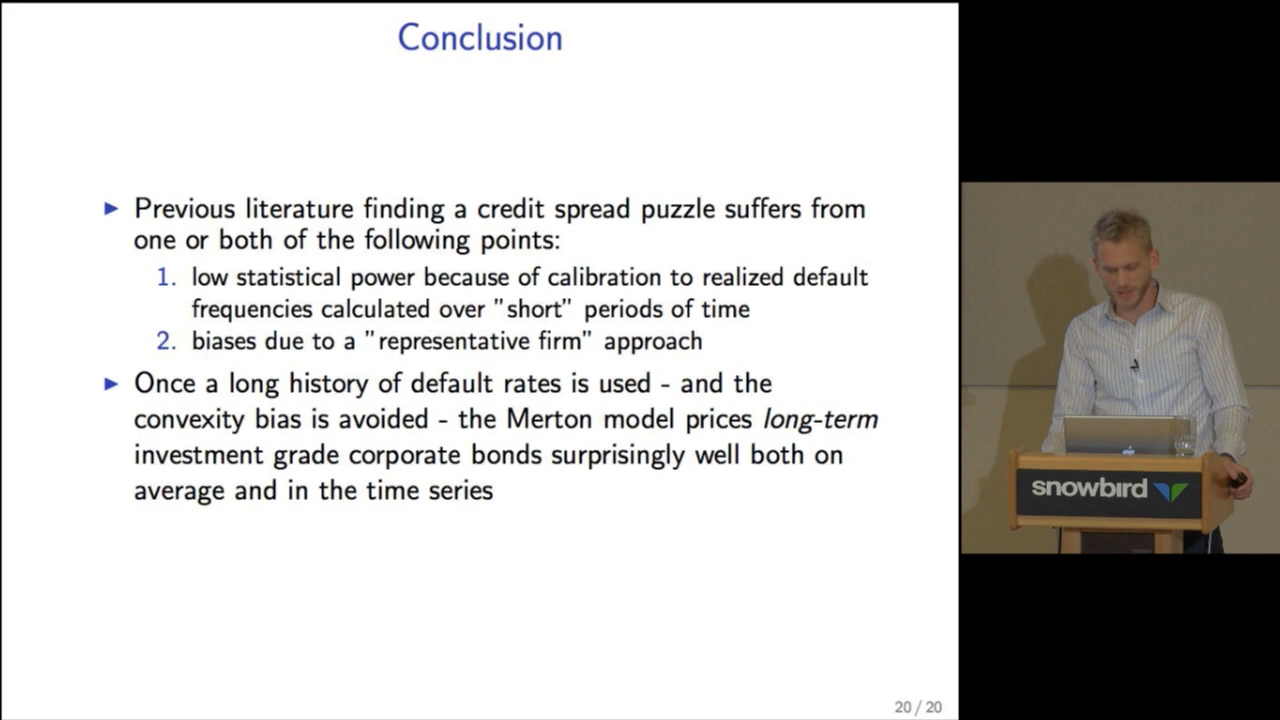 Conclusion
► Previous literature finding a credit spread puzzle suffers from
one or both of the following points:
1. low statistical power because of calibration to realized default
frequencies calculated over "short" periods of time
2. biases due to a "representative firm" approach
► Once a long history of default rates is used - and the
convexity bias is avoided - the Merton model prices long-term
investment grade corporate bonds surprisingly well both on
average and in the time series
20 / 20
snowbird